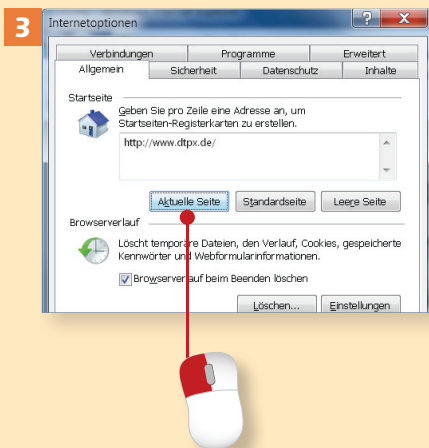 3
Internetoptionen
Verbindungen Programme Erweitert
Allgemein Sicherheit Datenschutz Inhalte
Startseite
Geben Sie pro Zeile eine Adresse an, um
Startseiten-Registerkarten zu erstellen.
http://www.dtpx.de/
Aktuelle Seite Standardseite Leere Seite
Browserverlauf
Löscht temporäre Dateien, den Verlauf, Cookies, gespeicherte
Kennwörter und Webformularinformationen.
Browserverlauf beim Beenden löschen
Löschen... Einstellungen